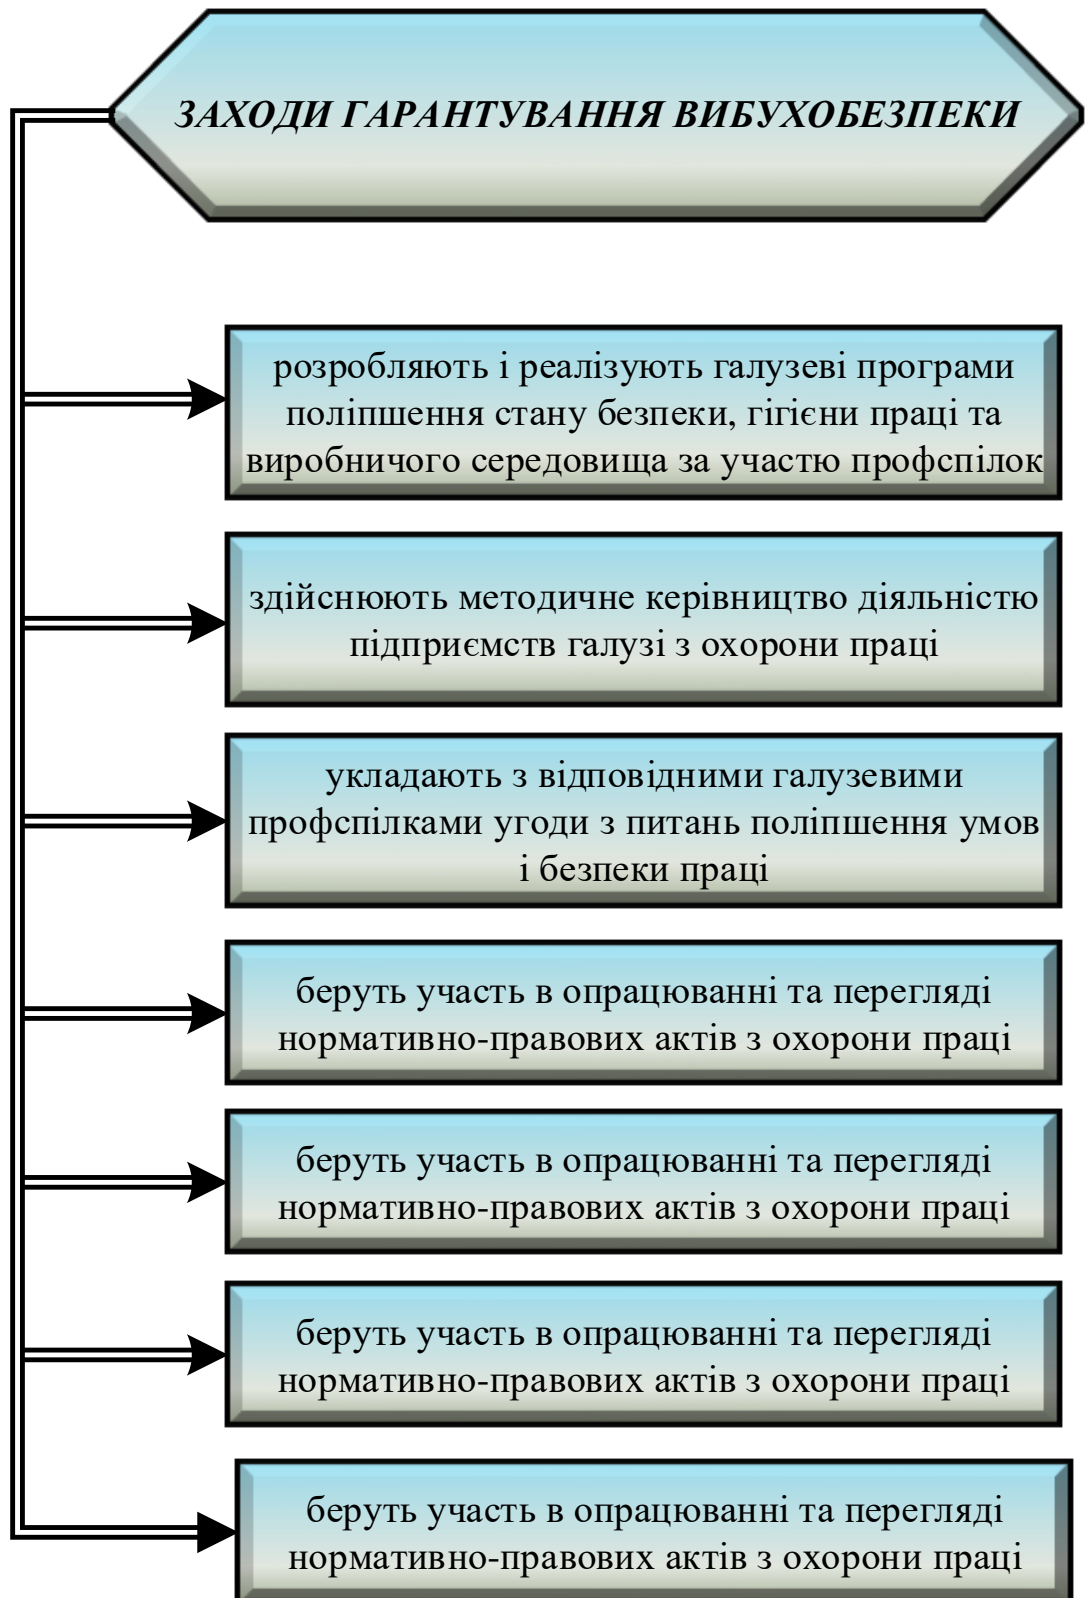 ЗАХОДИ ГАРАНТУВАННЯ ВИБУХОБЕЗПЕКИ
розробляють і реалізують галузеві програми
поліпшення стану безпеки, гігієни праці та
виробничого середовища за участю профспілок
здійснюють методичне керівництво діяльністю
підприємств галузі з охорони праці
укладають з відповідними галузевими
профспілками угоди з питань поліпшення умов
і безпеки праці
беруть участь в опрацюванні та перегляді
нормативно-правових актів з охорони праці
беруть участь в опрацюванні та перегляді
нормативно-правових актів з охорони праці
беруть участь в опрацюванні та перегляді
нормативно-правових актів з охорони праці
беруть участь в опрацюванні та перегляді
нормативно-правових актів з охорони праці